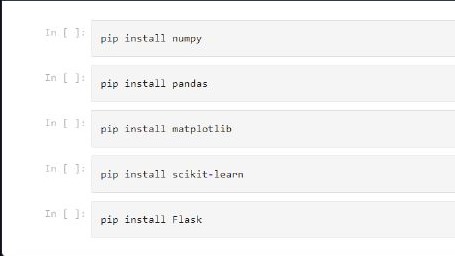 In [ ]: pip install numpy
In [ ]: pip install pandas
In [ ]: pip install matplotlib
In [ ]: pip install scikit-learn
In [ ]: pip install Flask